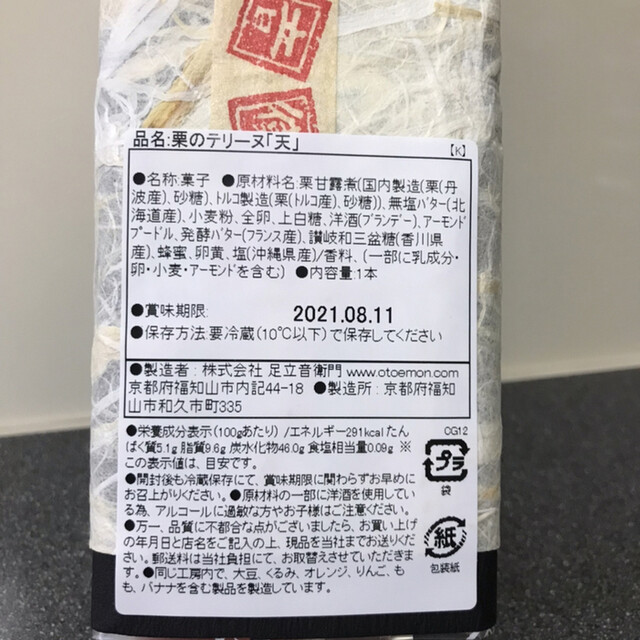 音
品名:栗のテリーヌ「天」
【K】
●名称:菓子 ●原材料名:栗甘露煮(国内製造(栗(丹
波産)、砂糖)、トルコ製造(栗(トルコ産)、砂糖))、無塩バター(北
海道産)、小麦粉、全卵、上白糖、洋酒(ブランデー)、アーモンド
プードル、発酵バター(フランス産)、讃岐和三盆糖(香川県
産)、蜂蜜、卵黄、塩(沖縄県産)/香料、(一部に乳成分・
卵・小麦・アーモンドを含む) ●内容量:1本
●賞味期限: 2021.08.11
●保存方法:要冷蔵(10℃以下)で保存してください
●製造者:株式会社 足立音衛門 www.otoemon.com
京都府福知山市内記44-18 ●製造所:京都府福知
山市和久市町335
●栄養成分表示(100gあたり)/エネルギー291kcalたん
ぱく質5.1g 脂質9.6g 炭水化物46.0g 食塩相当量0.09g ※
この表示値は、目安です。
CG12
●開封後も冷蔵保存にて、賞味期限に関わらずお早めに
お召上がりください。●原材料の一部に洋酒を使用してい
る為、アルコールに過敏な方やお子様はご注意ください。
●万一、品質に不都合な点がございましたら、お買い上げ
の年月日と店名をご記入の上、現品を当社までお送りくだ
さい。郵送料は当社負担にて、お取替えさせていただきま
す。●同じ工房内で、大豆、くるみ、オレンジ、りんご、も
も、バナナを含む製品を製造しています。
プラ
袋
紙
包装紙